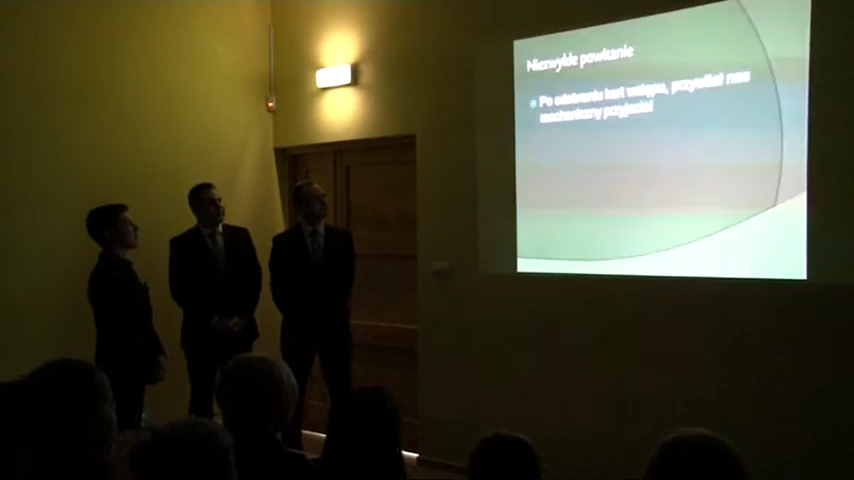 Niezwykłe powitanie
Po odebraniu kart wstępu, przywitał nas
mechaniczny przyjaciel